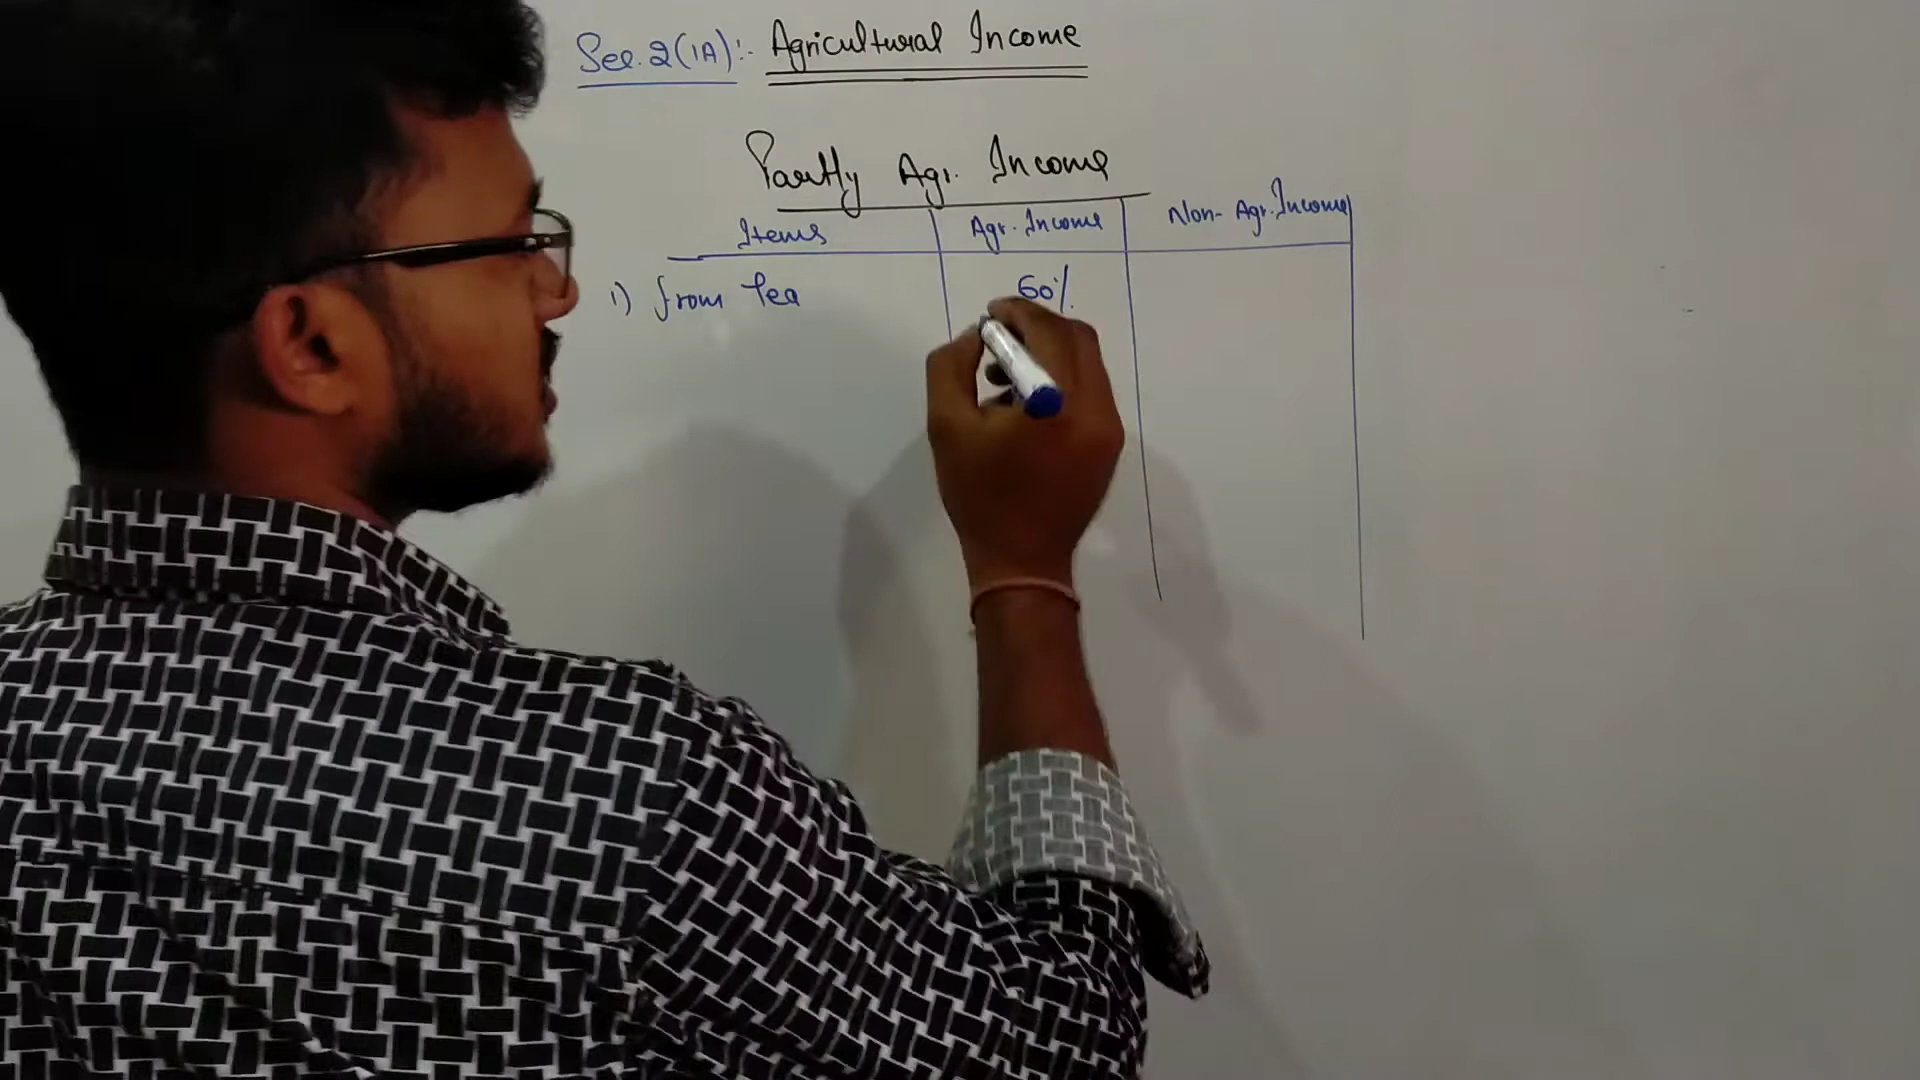 Sec. 2(1A):- Agricultural Income
Partly Agr. Income
Items Agr. Income Non- Agr. Income
1) from Tea 60%